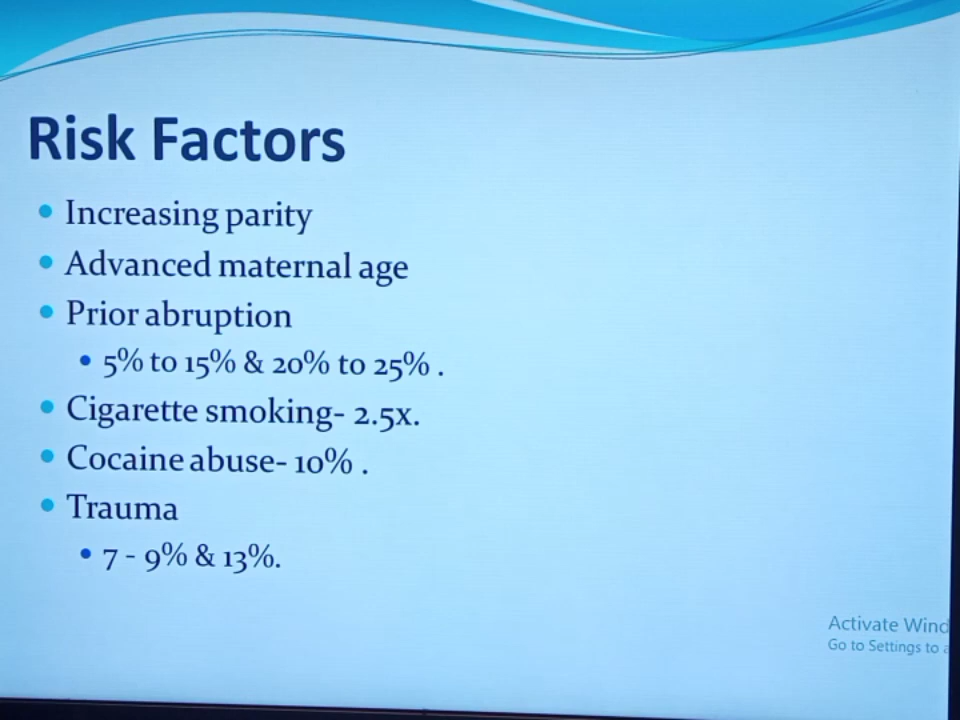 Risk Factors
Increasing parity
Advanced maternal age
Prior abruption
5% to 15% & 20% to 25% .
Cigarette smoking- 2.5x.
Cocaine abuse- 10% .
Trauma
7 - 9% & 13%.
Activate Wind
Go to Settings to a